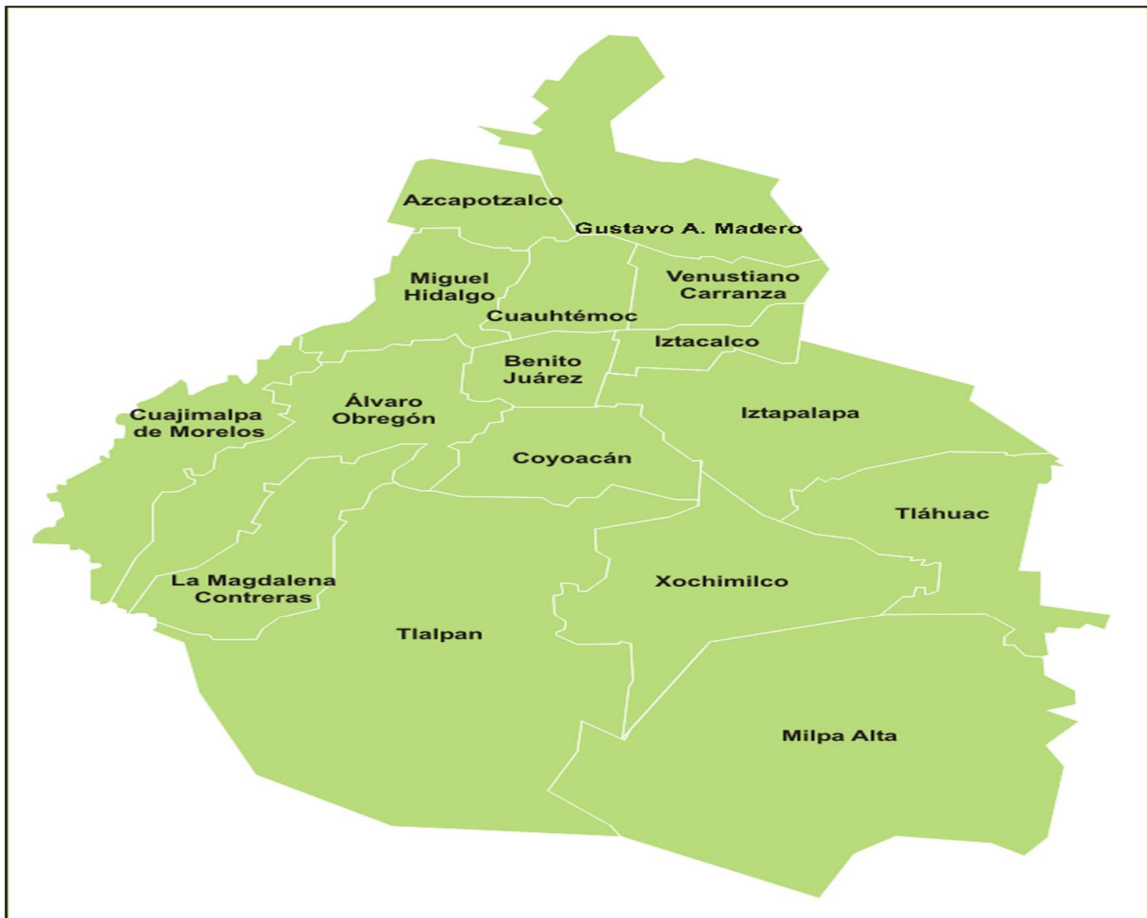 Azcapotzalco
Gustavo A. Madero
Miguel
Hidalgo
Venustiano
Carranza
Cuauhtémoc
Iztacalco
Benito
Juárez
Álvaro
Obregón
Cuajimalpa
de Morelos
Iztapalapa
Coyoacán
Tláhuac
La Magdalena
Contreras
Xochimilco
Tlalpan
Milpa Alta